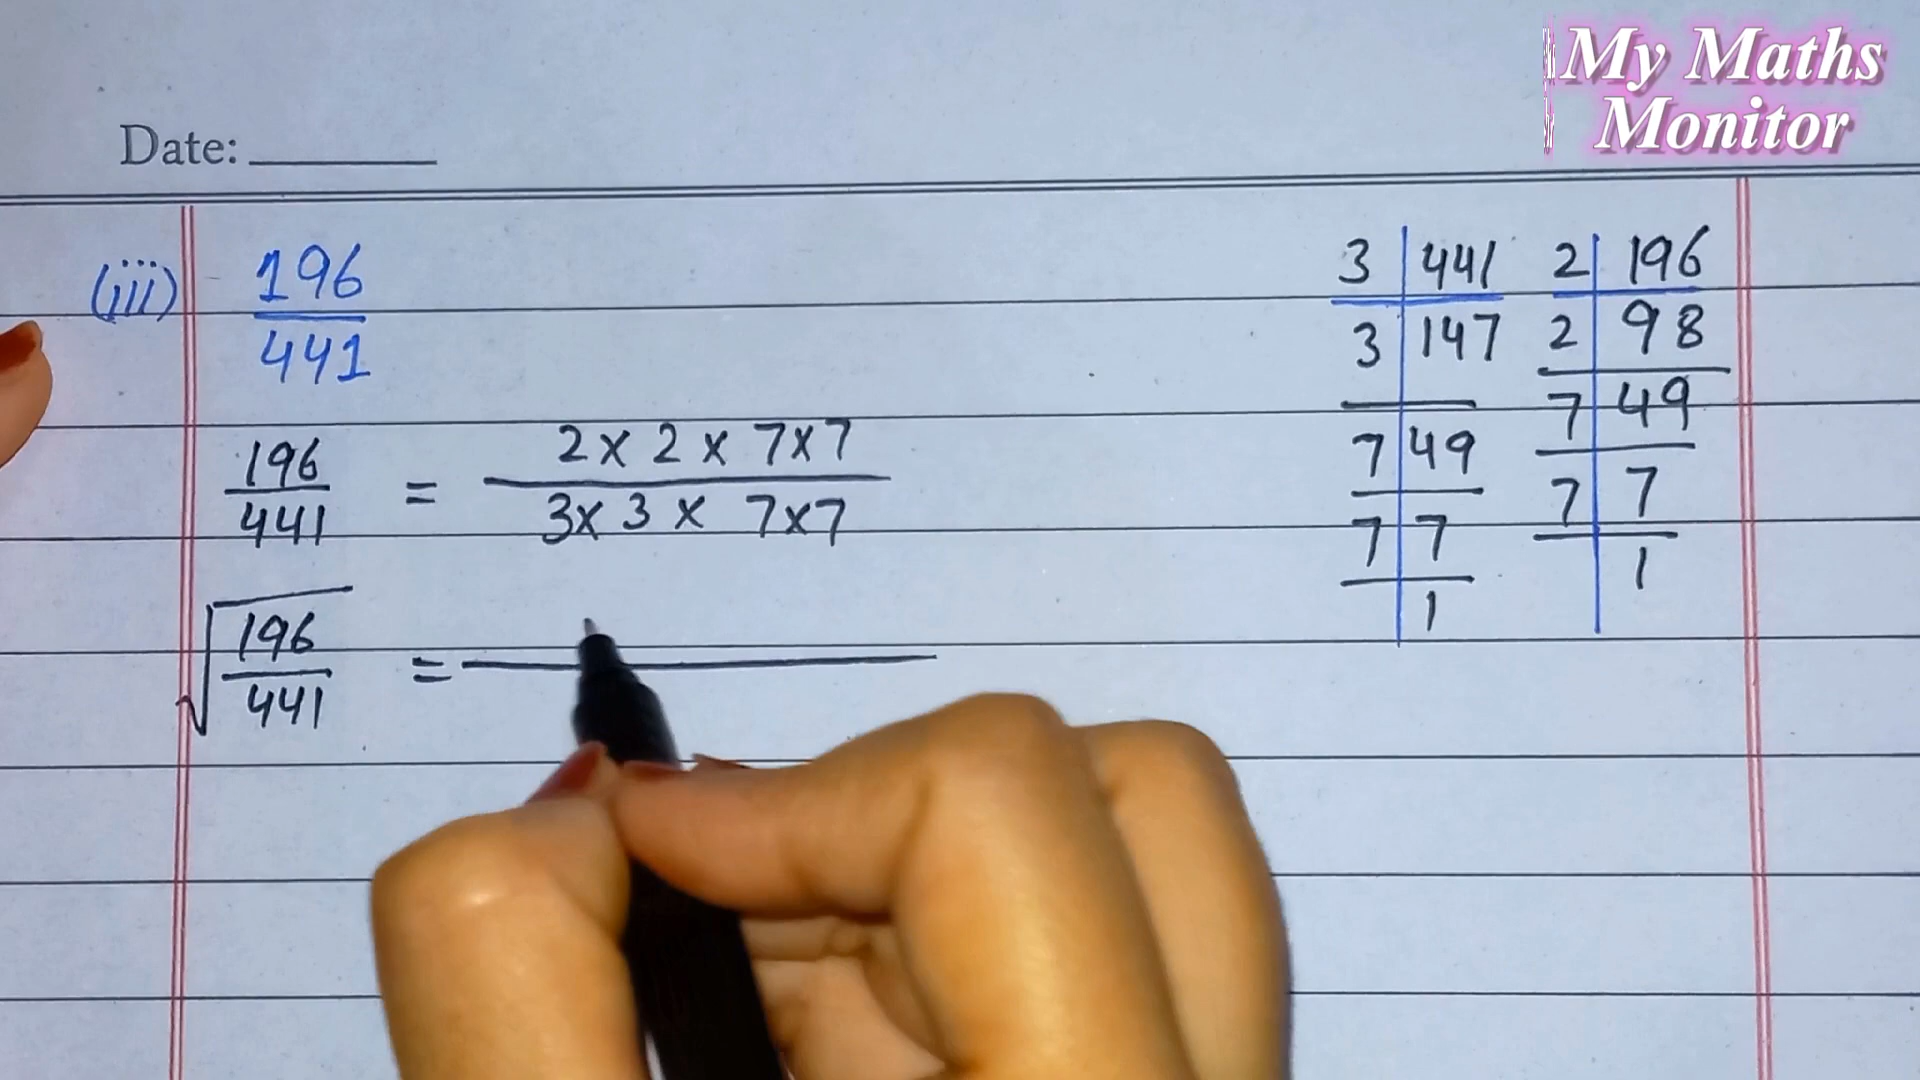 My Maths
Monitor
Date:
(iii) 196/441
196/441 = 2 x 2 x 7 x 7 / 3 x 3 x 7 x 7
√196/441 =
3 | 441
3 | 147
7 | 49
7 | 7
1
2 | 196
2 | 98
7 | 49
7 | 7
1